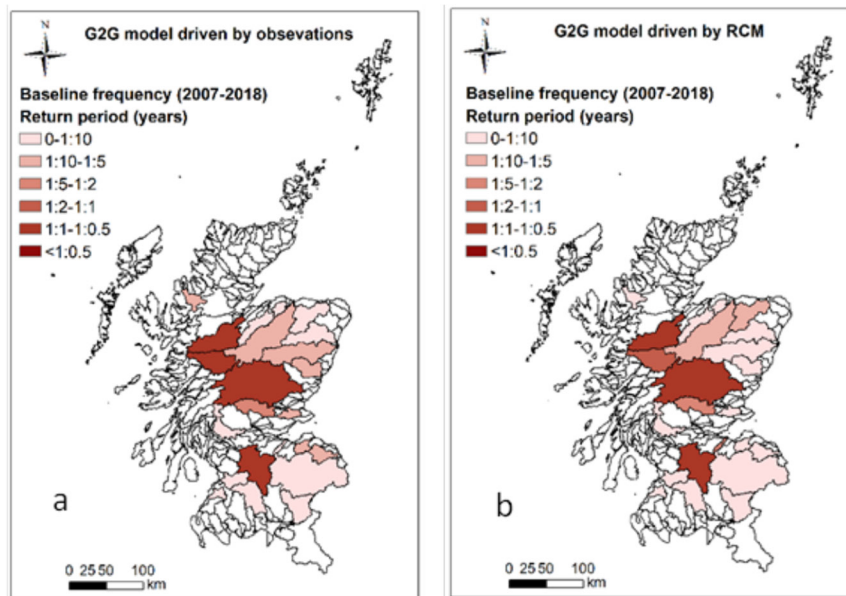 N
G2G model driven by obsevations
Baseline frequency (2007-2018)
Return period (years)
0-1:10
1:10-1:5
1:5-1:2
1:2-1:1
1:1-1:0.5
<1:0.5
a
0 25 50 100
km
N
G2G model driven by RCM
Baseline frequency (2007-2018)
Return period (years)
0-1:10
1:10-1:5
1:5-1:2
1:2-1:1
1:1-1:0.5
<1:0.5
b
0 25 50 100
km